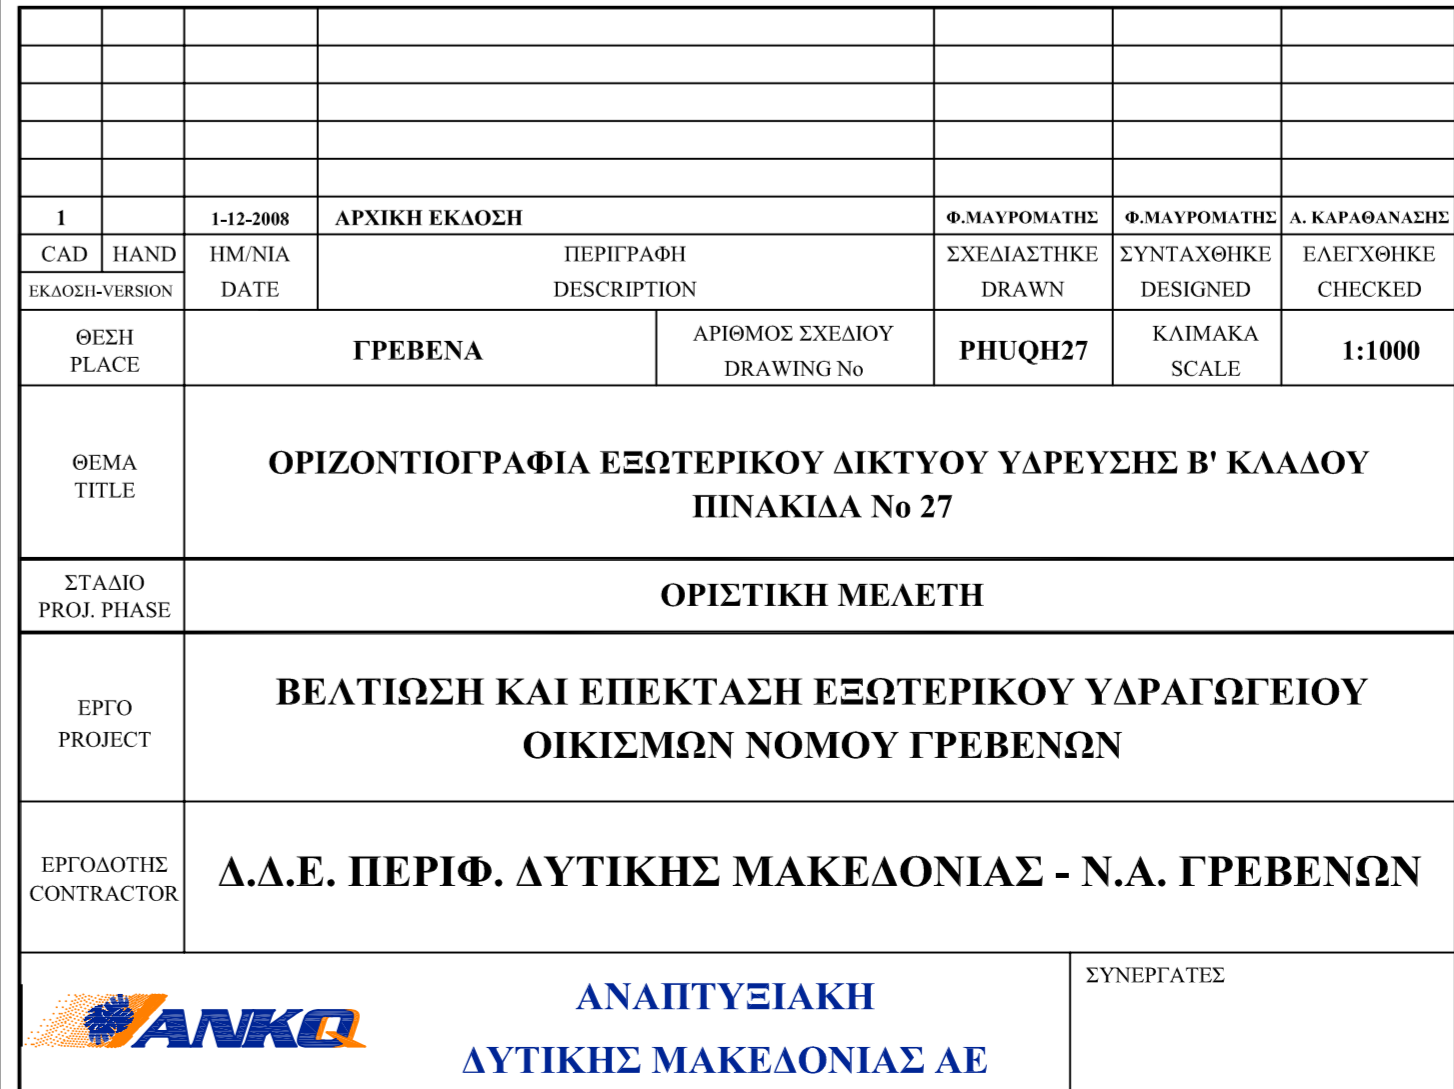 1 1-12-2008 ΑΡΧΙΚΗ ΕΚΔΟΣΗ Φ.ΜΑΥΡΟΜΑΤΗΣ Φ.ΜΑΥΡΟΜΑΤΗΣ Α. ΚΑΡΑΘΑΝΑΣΗΣ
CAD HAND ΗΜ/ΝΙΑ ΠΕΡΙΓΡΑΦΗ ΣΧΕΔΙΑΣΤΗΚΕ ΣΥΝΤΑΧΘΗΚΕ ΕΛΕΓΧΘΗΚΕ
ΕΚΔΟΣΗ-VERSION DATE DESCRIPTION DRAWN DESIGNED CHECKED
ΘΕΣΗ
PLACE
ΓΡΕΒΕΝΑ
ΑΡΙΘΜΟΣ ΣΧΕΔΙΟΥ
DRAWING No
PHUQH27
ΚΛΙΜΑΚΑ
SCALE
1:1000
ΘΕΜΑ
TITLE
ΟΡΙΖΟΝΤΙΟΓΡΑΦΙΑ ΕΞΩΤΕΡΙΚΟΥ ΔΙΚΤΥΟΥ ΥΔΡΕΥΣΗΣ Β' ΚΛΑΔΟΥ
ΠΙΝΑΚΙΔΑ Νο 27
ΣΤΑΔΙΟ
PROJ. PHASE
ΟΡΙΣΤΙΚΗ ΜΕΛΕΤΗ
ΕΡΓΟ
PROJECT
ΒΕΛΤΙΩΣΗ ΚΑΙ ΕΠΕΚΤΑΣΗ ΕΞΩΤΕΡΙΚΟΥ ΥΔΡΑΓΩΓΕΙΟΥ
ΟΙΚΙΣΜΩΝ ΝΟΜΟΥ ΓΡΕΒΕΝΩΝ
ΕΡΓΟΔΟΤΗΣ
CONTRACTOR
Δ.Δ.Ε. ΠΕΡΙΦ. ΔΥΤΙΚΗΣ ΜΑΚΕΔΟΝΙΑΣ - Ν.Α. ΓΡΕΒΕΝΩΝ
ANKO
ΑΝΑΠΤΥΞΙΑΚΗ
ΔΥΤΙΚΗΣ ΜΑΚΕΔΟΝΙΑΣ ΑΕ
ΣΥΝΕΡΓΑΤΕΣ